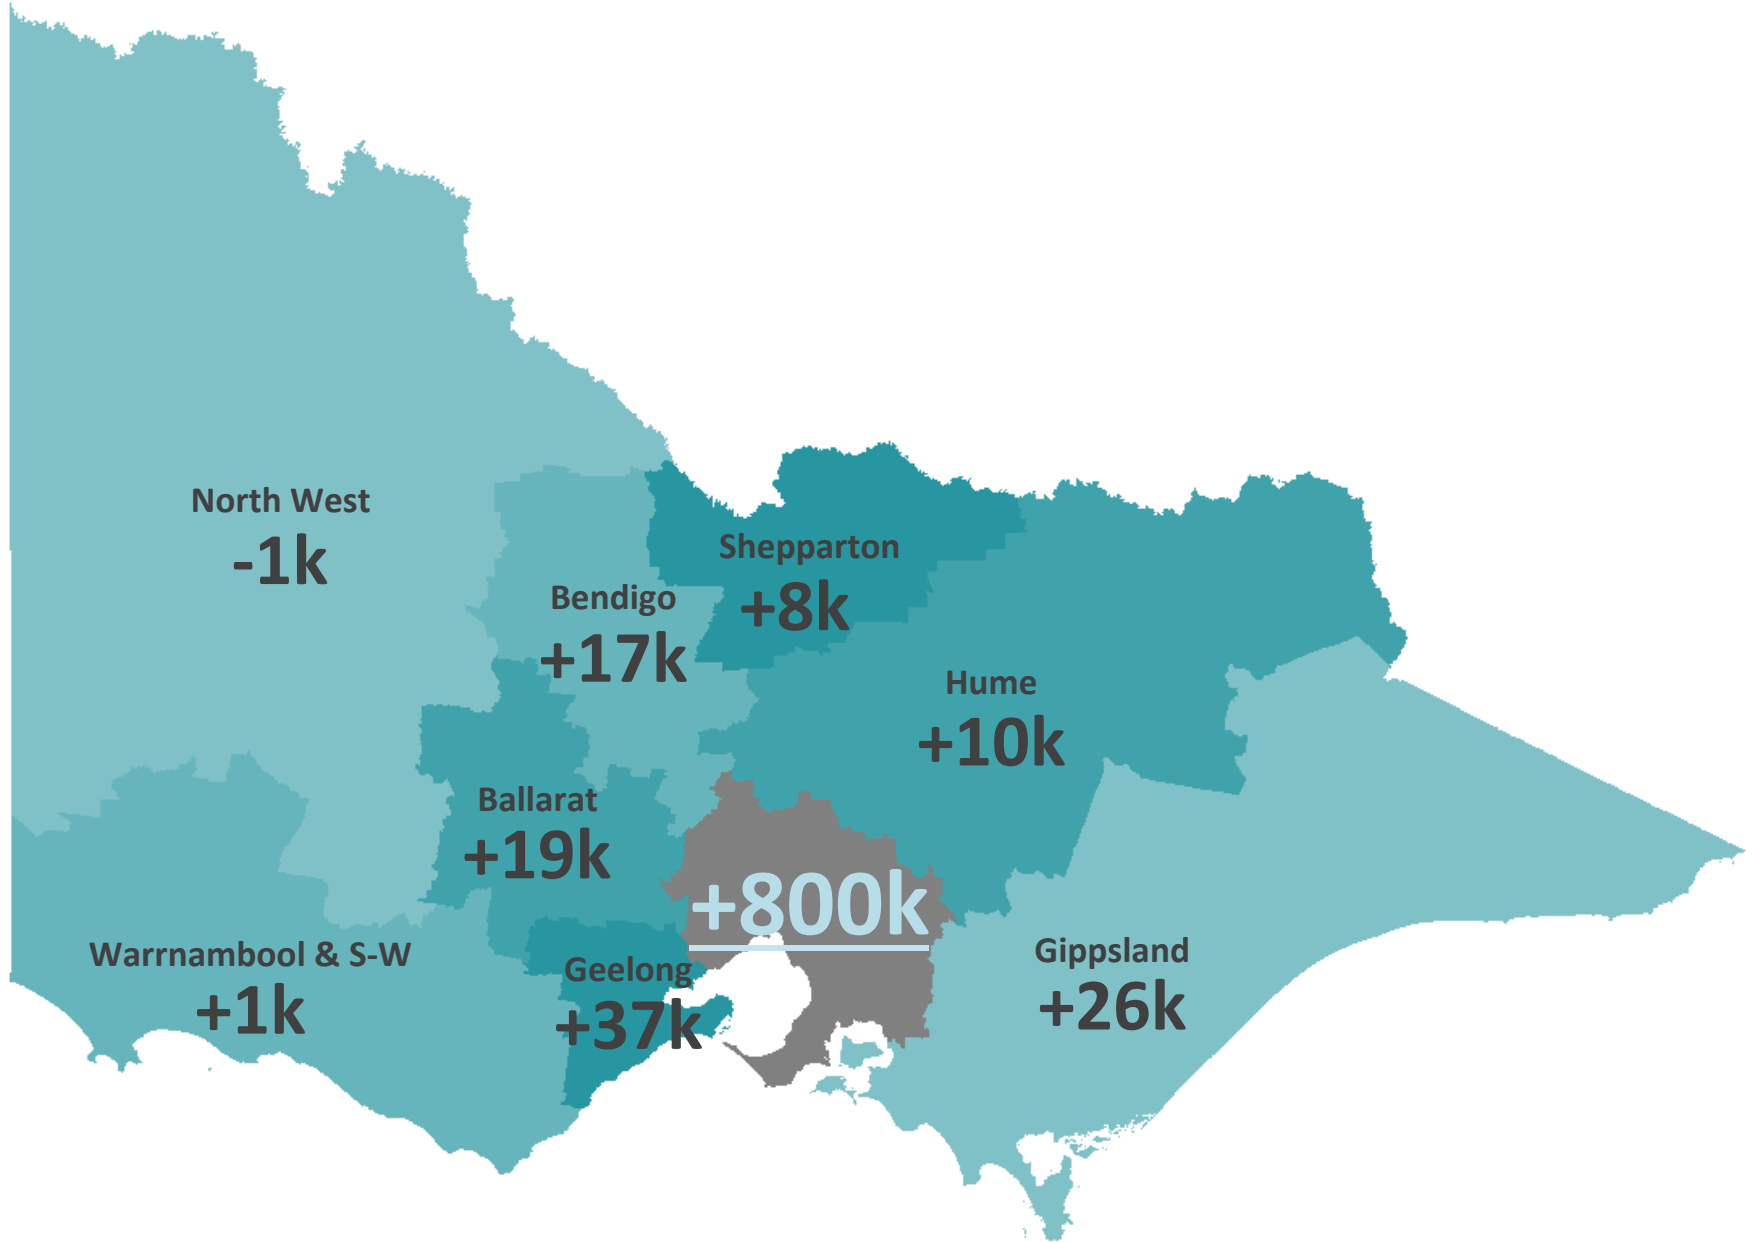 North West
-1k
Shepparton
+8k
Bendigo
+17k
Hume
+10k
Ballarat
+19k
+800k
Warrnambool & S-W
+1k
Geelong
+37k
Gippsland
+26k